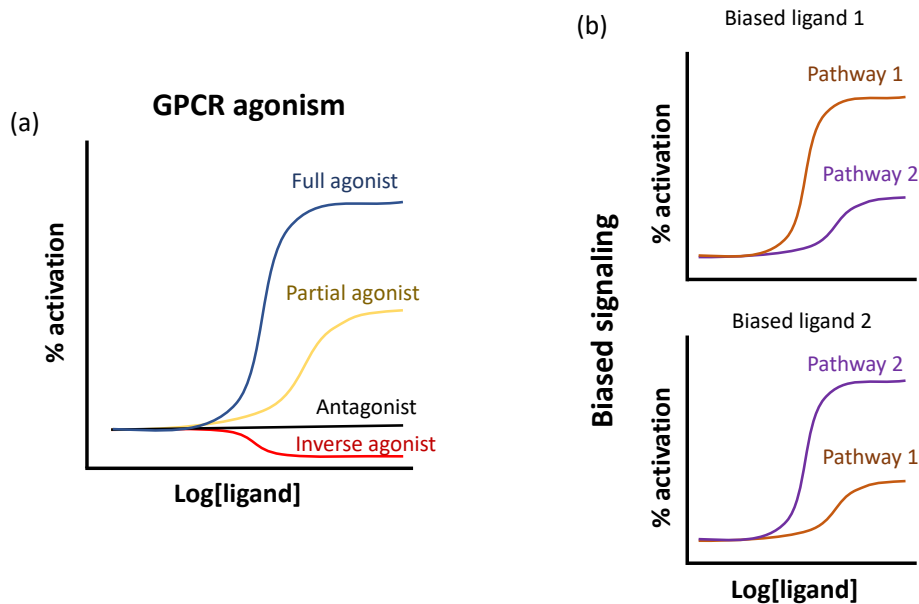 (a)
GPCR agonism
% activation
Full agonist
Partial agonist
Antagonist
Inverse agonist
Log[ligand]
(b)
Biased signaling
Biased ligand 1
% activation
Pathway 1
Pathway 2
Biased ligand 2
% activation
Pathway 2
Pathway 1
Log[ligand]